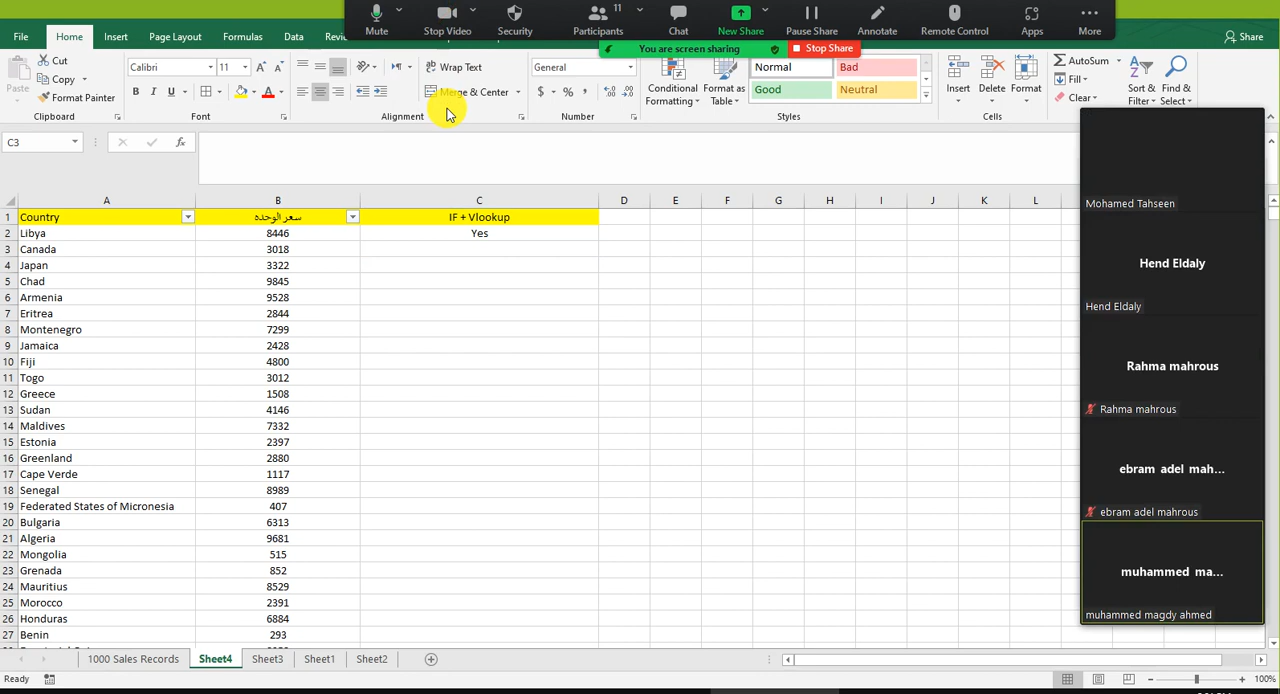 11
Mute
Stop Video
Security
Participants
Chat
New Share
Pause Share
Annotate
Remote Control
Apps
More
You are screen sharing
Stop Share
File
Home
Insert
Page Layout
Formulas
Data
Share
Paste
Cut
Copy
Format Painter
Clipboard
Calibri
11
B I U
Font
Wrap Text
Merge & Center
Alignment
General
$ % ,
Number
Conditional
Formatting
Format as
Table
Normal
Bad
Good
Neutral
Styles
Insert
Delete
Format
Cells
AutoSum
Fill
Clear
Sort &
Filter
Find &
Select
C3
fx
A B C D E F G H I J K L
1 Country سعر الوحده IF + Vlookup
2 Libya 8446 Yes
3 Canada 3018
4 Japan 3322
5 Chad 9845
6 Armenia 9528
7 Eritrea 2844
8 Montenegro 7299
9 Jamaica 2428
10 Fiji 4800
11 Togo 3012
12 Greece 1508
13 Sudan 4146
14 Maldives 7332
15 Estonia 2397
16 Greenland 2880
17 Cape Verde 1117
18 Senegal 8989
19 Federated States of Micronesia 407
20 Bulgaria 6313
21 Algeria 9681
22 Mongolia 515
23 Grenada 852
24 Mauritius 8529
25 Morocco 2391
26 Honduras 6884
27 Benin 293
Mohamed Tahseen
Hend Eldaly
Hend Eldaly
Rahma mahrous
Rahma mahrous
ebram adel mah...
ebram adel mahrous
muhammed ma...
muhammed magdy ahmed
1000 Sales Records
Sheet4
Sheet3
Sheet1
Sheet2
Ready
100%